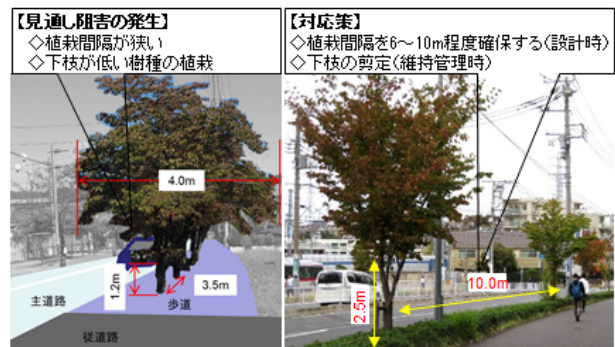 【見通し阻害の発生】
◇植栽間隔が狭い
◇下枝が低い樹種の植栽
4.0m
1.2m
3.5m
主道路
歩道
従道路
【対応策】
◇植栽間隔を6～10m程度確保する(設計時)
◇下枝の剪定(維持管理時)
10.0m
2.5m